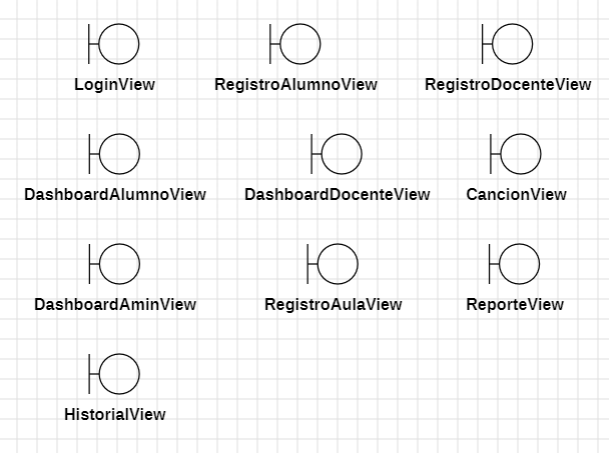 LoginView
RegistroAlumnoView
RegistroDocenteView
DashboardAlumnoView
DashboardDocenteView
CancionView
DashboardAminView
RegistroAulaView
ReporteView
HistorialView